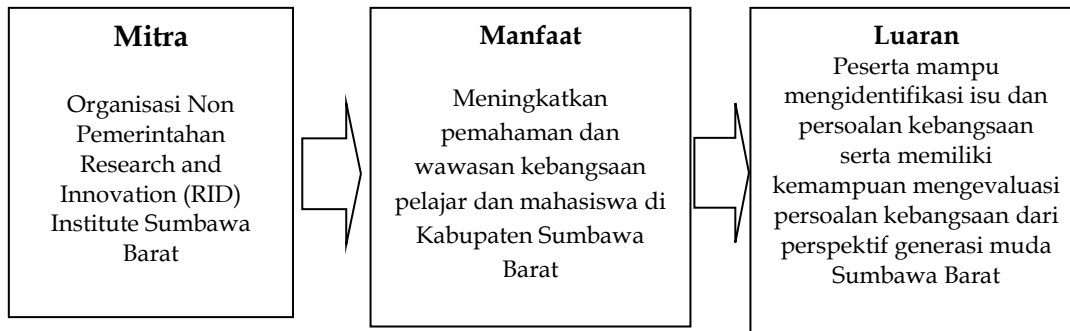 Mitra
Organisasi Non
Pemerintahan
Research and
Innovation (RID)
Institute Sumbawa
Barat
Manfaat
Meningkatkan
pemahaman dan
wawasan kebangsaan
pelajar dan mahasiswa di
Kabupaten Sumbawa
Barat
Luaran
Peserta mampu
mengidentifikasi isu dan
persoalan kebangsaan
serta memiliki
kemampuan mengevaluasi
persoalan kebangsaan dari
perspektif generasi muda
Sumbawa Barat